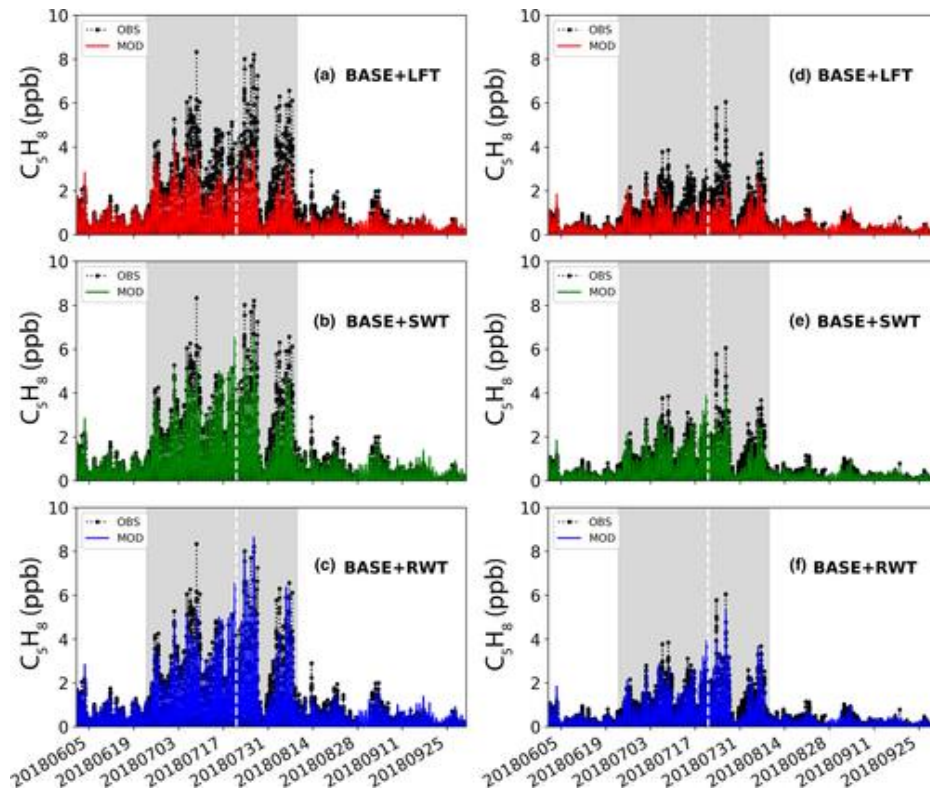 10
8
6
4
2
0
C₅H₈ (ppb)
OBS
MOD
(a) BASE+LFT
10
8
6
4
2
0
C₅H₈ (ppb)
OBS
MOD
(d) BASE+LFT
10
8
6
4
2
0
C₅H₈ (ppb)
OBS
MOD
(b) BASE+SWT
10
8
6
4
2
0
C₅H₈ (ppb)
OBS
MOD
(e) BASE+SWT
10
8
6
4
2
0
C₅H₈ (ppb)
OBS
MOD
(c) BASE+RWT
20180605
20180619
20180703
20180717
20180731
20180814
20180828
20180911
20180925
10
8
6
4
2
0
C₅H₈ (ppb)
OBS
MOD
(f) BASE+RWT
20180605
20180619
20180703
20180717
20180731
20180814
20180828
20180911
20180925